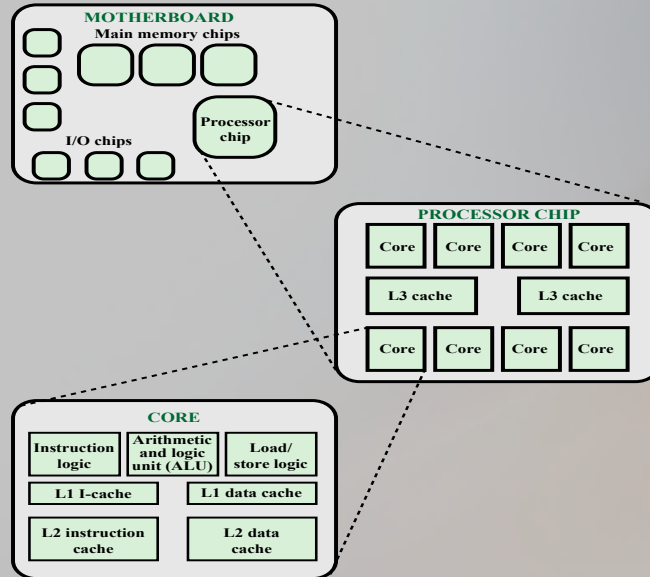 MOTHERBOARD
Main memory chips
Processor
chip
I/O chips
PROCESSOR CHIP
Core
Core
Core
Core
L3 cache
L3 cache
Core
Core
Core
Core
CORE
Instruction
logic
Arithmetic
and logic
unit (ALU)
Load/
store logic
L1 I-cache
L1 data cache
L2 instruction
cache
L2 data
cache